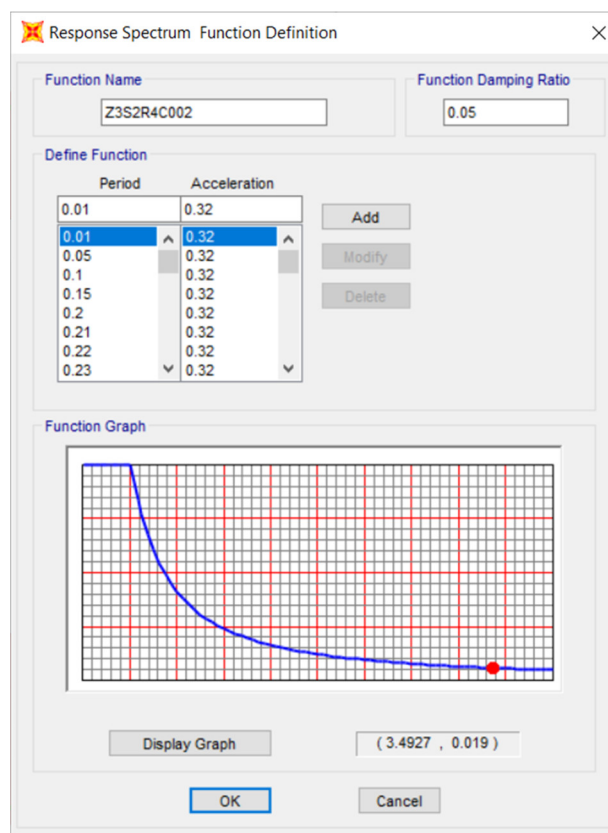 Response Spectrum Function Definition
Function Name
Function Damping Ratio
Z3S2R4C002
0.05
Define Function
Period Acceleration
0.01 0.32
Add
0.01 0.32
0.05 0.32
Modify
0.1 0.32
0.15 0.32
Delete
0.2 0.32
0.21 0.32
0.22 0.32
0.23 0.32
Function Graph
Display Graph
( 3.4927 , 0.019 )
OK
Cancel